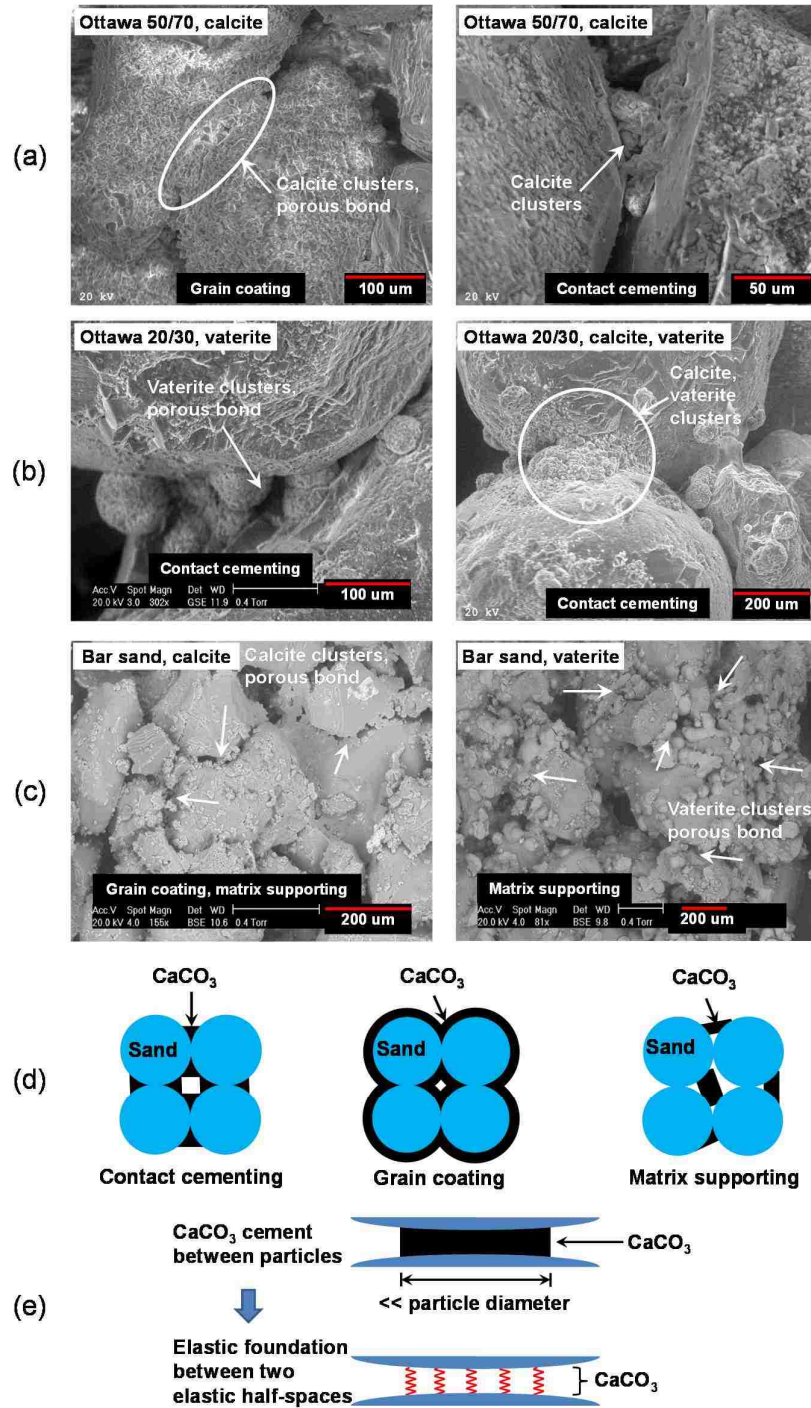 (a)
Ottawa 50/70, calcite
Calcite clusters,
porous bond
Grain coating
20 kV
100 um
Ottawa 50/70, calcite
Calcite
clusters
Contact cementing
20 kV
50 um
(b)
Ottawa 20/30, vaterite
Vaterite clusters,
porous bond
Contact cementing
Acc.V Spot Magn Det WD
20.0 kV 3.0 302x GSE 11.9 0.4 Torr
100 um
Ottawa 20/30, calcite, vaterite
Calcite,
vaterite
clusters
Contact cementing
20 kV
200 um
(c)
Bar sand, calcite
Calcite clusters,
porous bond
Grain coating, matrix supporting
Acc.V Spot Magn Det WD
20.0 kV 4.0 155x BSE 10.6 0.4 Torr
200 um
Bar sand, vaterite
Vaterite clusters,
porous bond
Matrix supporting
Acc.V Spot Magn Det WD
20.0 kV 4.0 81x BSE 9.8 0.4 Torr
200 um
(d)
CaCO₃
Sand
Contact cementing
CaCO₃
Sand
Grain coating
CaCO₃
Sand
Matrix supporting
(e)
CaCO₃ cement
between particles
CaCO₃
<< particle diameter
Elastic foundation
between two
elastic half-spaces
CaCO₃